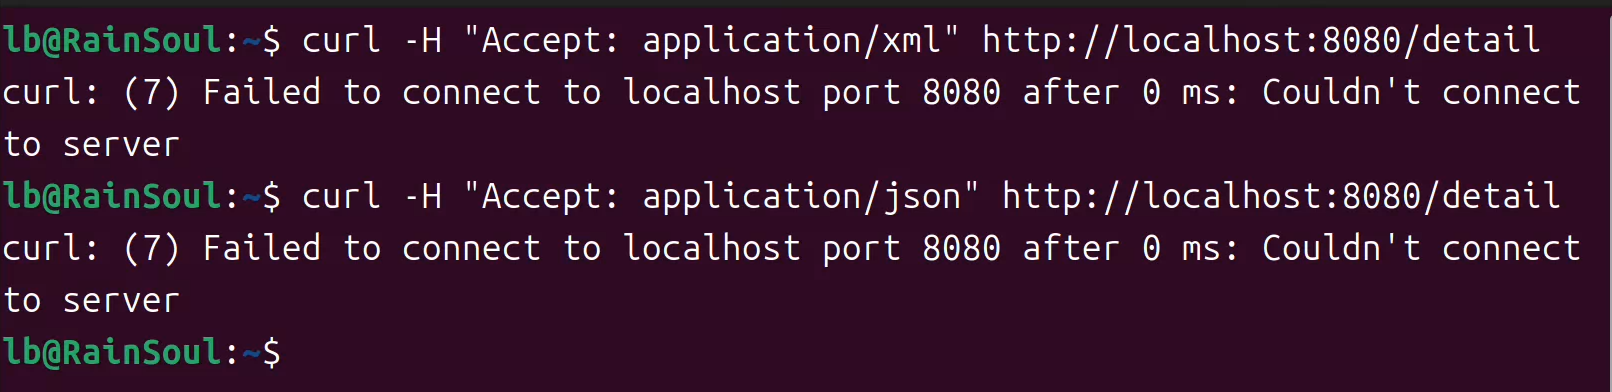 lb@RainSoul:~$ curl -H "Accept: application/xml" http://localhost:8080/detail
curl: (7) Failed to connect to localhost port 8080 after 0 ms: Couldn't connect
to server
lb@RainSoul:~$ curl -H "Accept: application/json" http://localhost:8080/detail
curl: (7) Failed to connect to localhost port 8080 after 0 ms: Couldn't connect
to server
lb@RainSoul:~$